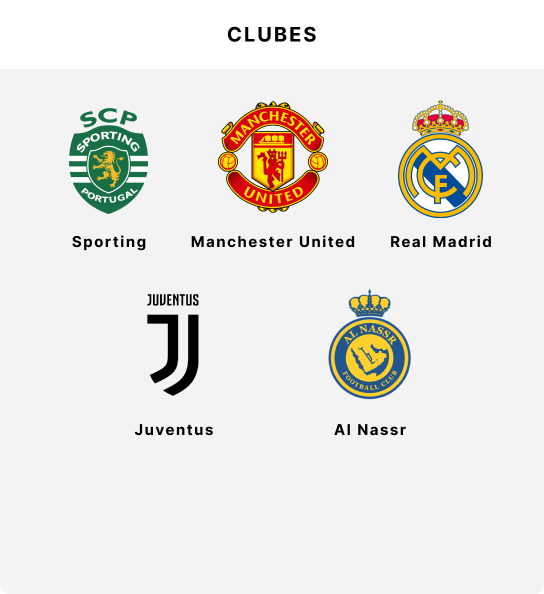 CLUBES
SCP
SPORTING
PORTUGAL
MANCHESTER
UNITED
Sporting
Manchester United
Real Madrid
JUVENTUS
AL NASSR
FOOTBALL CLUB
Juventus
Al Nassr